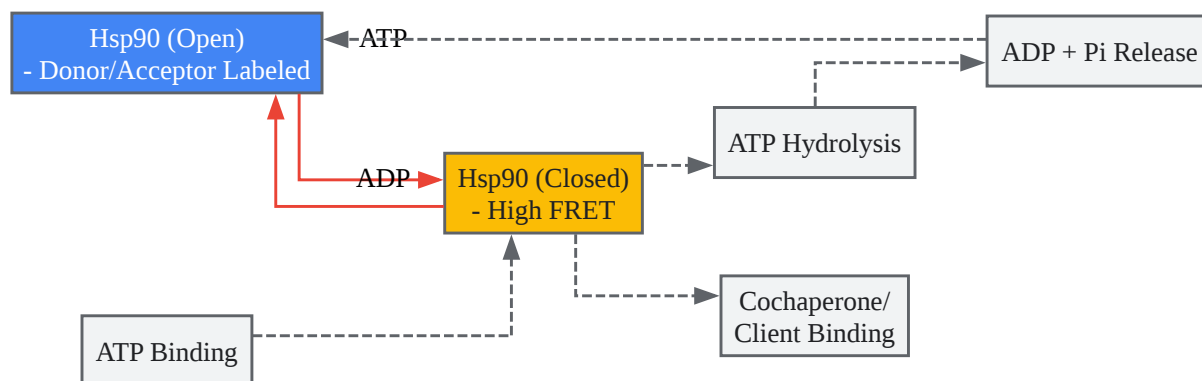 Hsp90 (Open)
- Donor/Acceptor Labeled
ATP
ADP + Pi Release
ATP Hydrolysis
ADP
Hsp90 (Closed)
- High FRET
Cochaperone/
Client Binding
ATP Binding